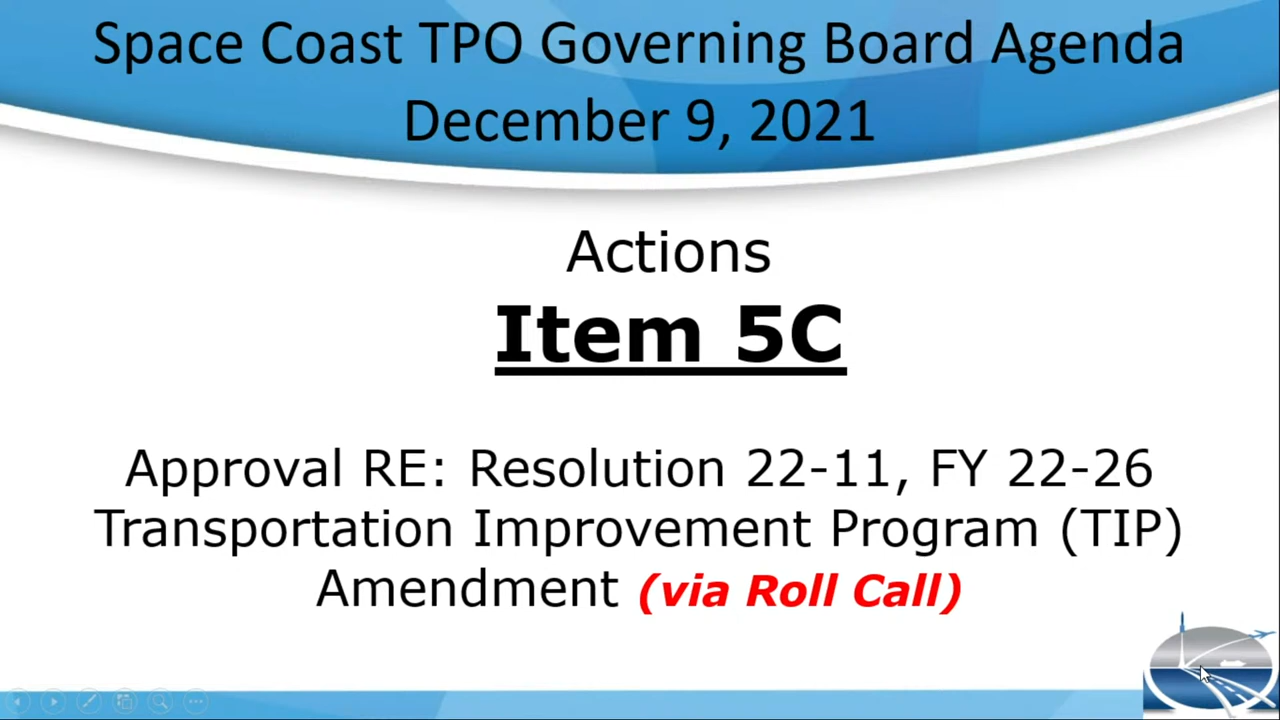 Space Coast TPO Governing Board Agenda
December 9, 2021
Actions
Item 5C
Approval RE: Resolution 22-11, FY 22-26
Transportation Improvement Program (TIP)
Amendment (via Roll Call)